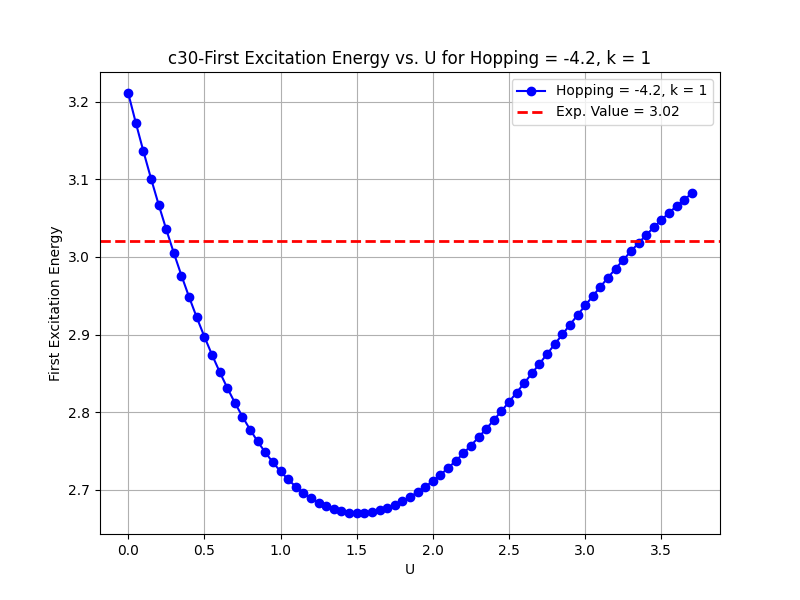 c30-First Excitation Energy vs. U for Hopping = -4.2, k = 1
Hopping = -4.2, k = 1
Exp. Value = 3.02
First Excitation Energy
3.2
3.1
3.0
2.9
2.8
2.7
0.0 0.5 1.0 1.5 2.0 2.5 3.0 3.5
U